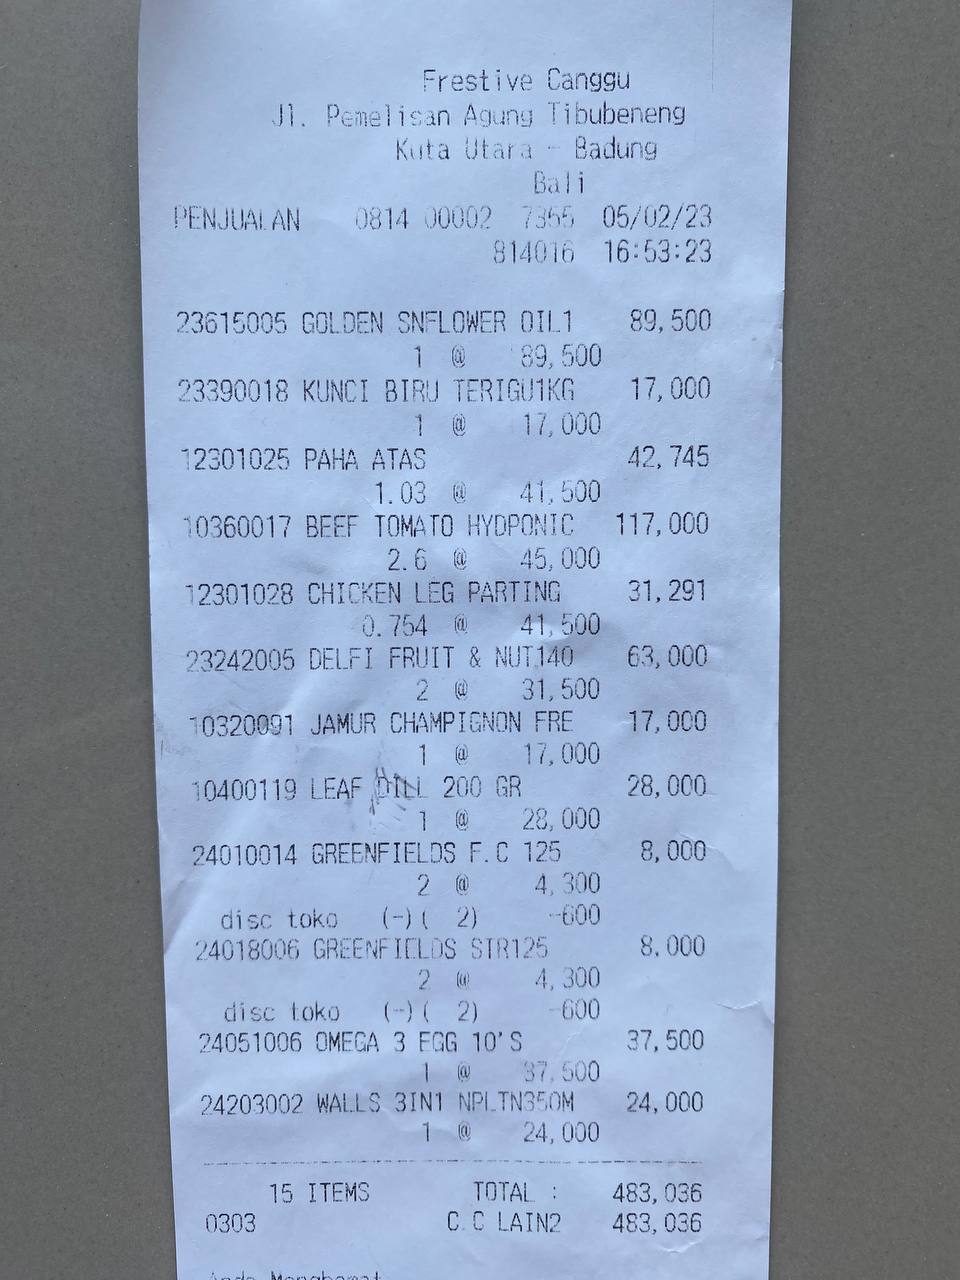 Frestive Canggu
Jl. Pemelisan Agung Tibubeneng
Kuta Utara - Badung
Bali
PENJUALAN 0814 00002 7355 05/02/23
814016 16:53:23
23615005 GOLDEN SNFLOWER OIL1 89,500
1 @ 89,500
23390018 KUNCI BIRU TERIGU1KG 17,000
1 @ 17,000
12301025 PAHA ATAS 42,745
1.03 @ 41,500
10360017 BEEF TOMATO HYDPONIC 117,000
2.6 @ 45,000
12301028 CHICKEN LEG PARTING 31,291
0.754 @ 41,500
23242005 DELFI FRUIT & NUT140 63,000
2 @ 31,500
10320091 JAMUR CHAMPIGNON FRE 17,000
1 @ 17,000
10400119 LEAF DILL 200 GR 28,000
1 @ 28,000
24010014 GREENFIELDS F.C 125 8,000
2 @ 4,300
disc toko (-)( 2) -600
24018006 GREENFIELDS STR125 8,000
2 @ 4,300
disc toko (-)( 2) -600
24051006 OMEGA 3 EGG 10'S 37,500
1 @ 37,500
24203002 WALLS 3IN1 NPLTN350M 24,000
1 @ 24,000
15 ITEMS TOTAL : 483,036
0303 C.C LAIN2 483,036